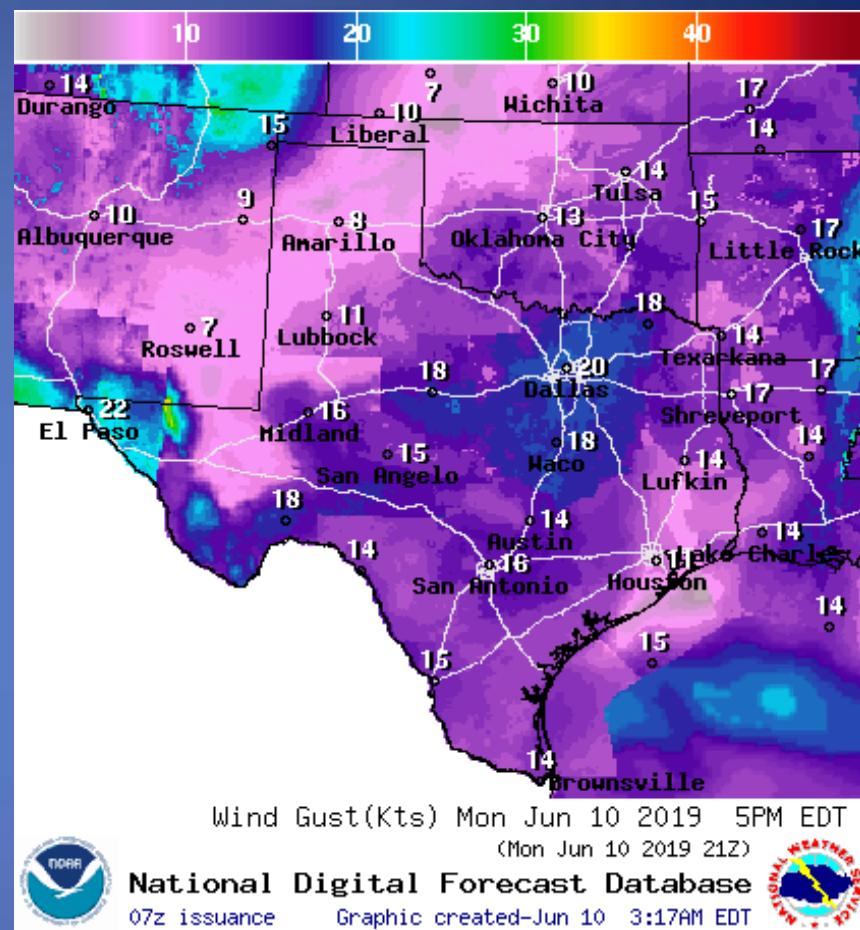 10 20 30 40
14
Durango
7
10
Wichita
17
10
Liberal
15
14
14
Tulsa
10
Albuquerque
9
8
Amarillo
13
Oklahoma City
15
17
Little Rock
7
Roswell
11
Lubbock
18
14
Texarkana
20
Dallas
18
17
Shreveport
17
22
El Paso
16
Midland
15
San Angelo
18
Waco
14
Lufkin
14
18
14
Austin
14
Lake Charles
14
16
San Antonio
11
Houston
14
15
15
14
Brownsville
Wind Gust(Kts) Mon Jun 10 2019 5PM EDT
(Mon Jun 10 2019 21Z)
National Digital Forecast Database
07z issuance Graphic created-Jun 10 3:17AM EDT
NOAA
NATIONAL WEATHER SERVICE